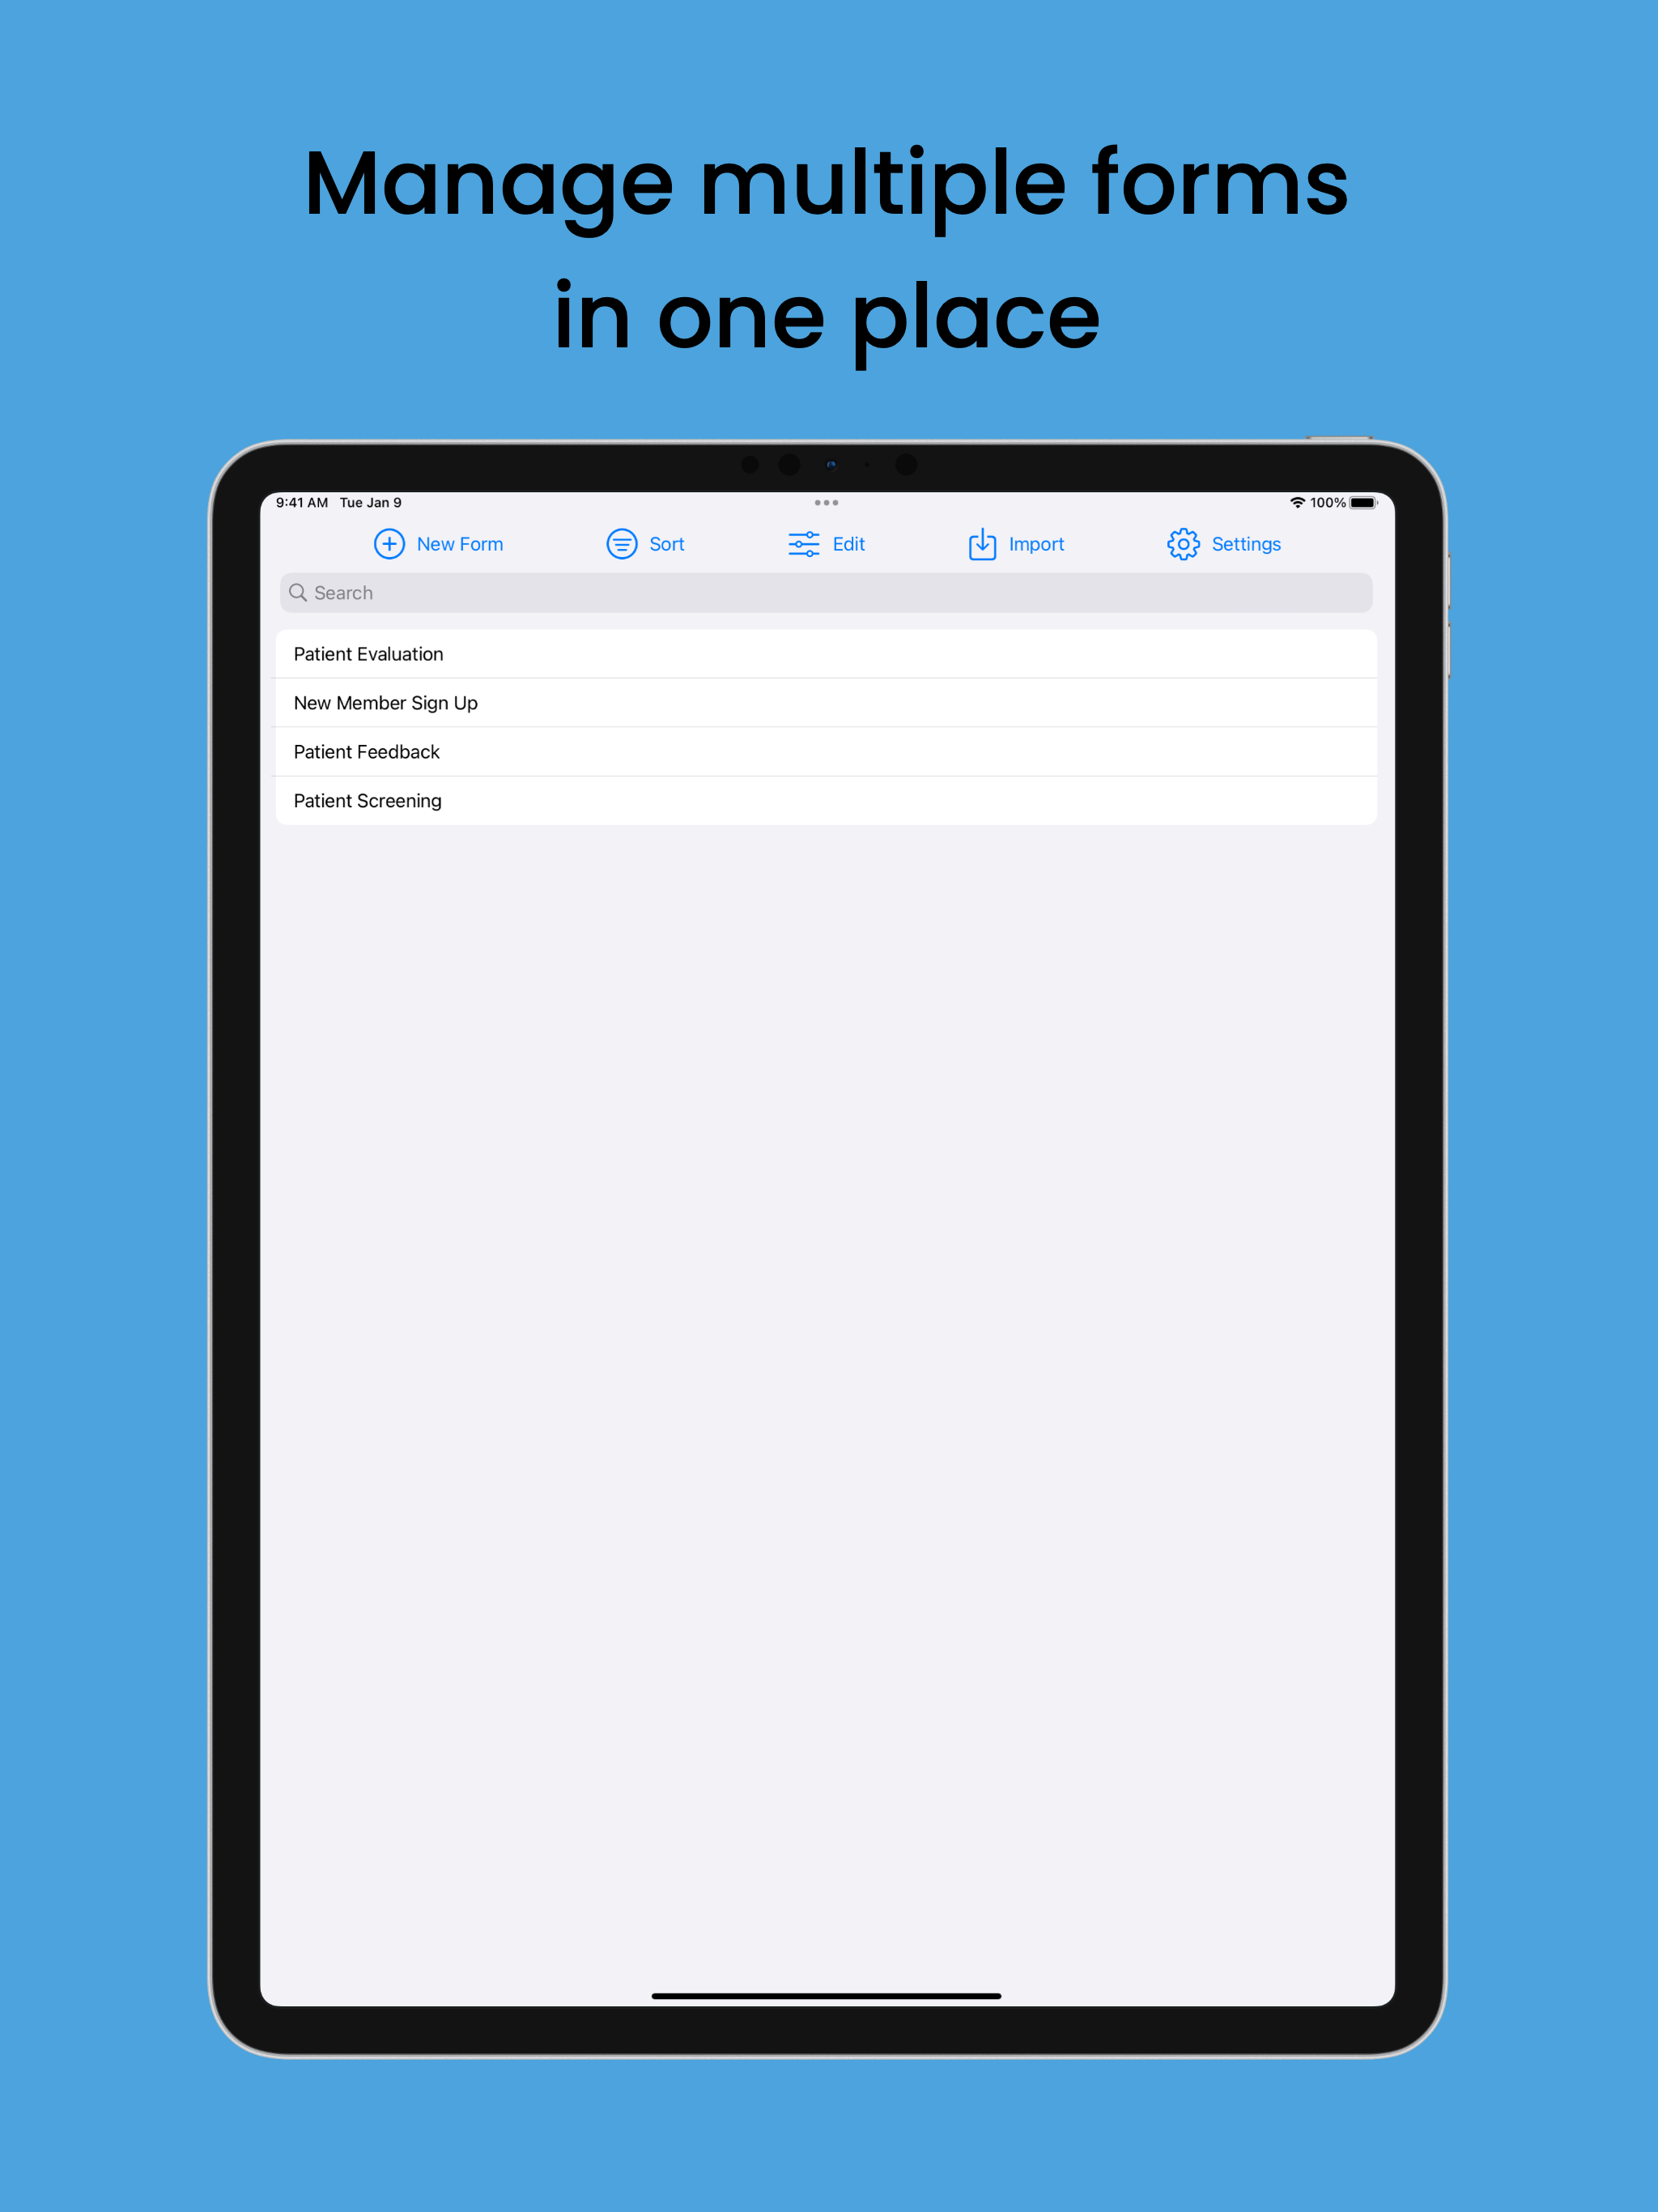 Manage multiple forms
in one place
9:41 AM Tue Jan 9 100%
New Form Sort Edit Import Settings
Search
Patient Evaluation
New Member Sign Up
Patient Feedback
Patient Screening